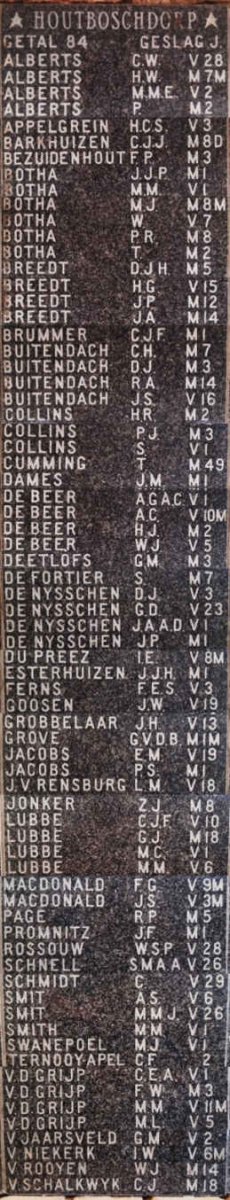 ★ HOUTBOSCHDORP ★
GETAL 84 GESLAG J.
ALBERTS C.W. V 28
ALBERTS H.W. M 7M
ALBERTS M.M.E. V 2
ALBERTS P. M 2
APPELGREIN H.C.S. V 3
BARKHUIZEN C.J.J. M 8D
BEZUIDENHOUT F.P. M 3
BOTHA J.J.P. M 1
BOTHA M.M. V 1
BOTHA M.J. M 8M
BOTHA W. V 7
BOTHA P.R. M 8
BOTHA T. M 2
BREEDT D.J.H. M 5
BREEDT H.G. V 15
BREEDT J.P. M 12
BREEDT J.A. M 14
BRUMMER C.J.F. M 1
BUITENDACH C.H. M 7
BUITENDACH D.J. M 3
BUITENDACH R.A. M 14
BUITENDACH J.S. V 16
COLLINS H.R. M 2
COLLINS P.J. M 3
COLLINS S. V 1
CUMMING T. M 49
DAMES J.M. M 1
DE BEER A.G.A.C. V 1
DE BEER A.C. V 10M
DE BEER H.J. M 2
DE BEER W.J. V 5
DEETLOFS G.M. M 3
DE FORTIER S. M 7
DE NYSSCHEN D.J. V 3
DE NYSSCHEN G.D. V 23
DE NYSSCHEN J.A.A.D. V 1
DE NYSSCHEN J.P. M 1
DU PREEZ I.E. V 8M
ESTERHUIZEN J.J.H. M 1
FERNS F.E.S. V 3
GOOSEN J.W. V 19
GROBBELAAR J.H. V 13
GROVE G.V.D.B. M 1M
JACOBS E.M. V 19
JACOBS P.S. M 1
J.V RENSBURG L.M. V 18
JONKER Z.J. M 8
LUBBE C.J.F. V 10
LUBBE G.J. M 18
LUBBE M.C. V 1
LUBBE M.M. V 6
MACDONALD F.G. V 9M
MACDONALD J.S. V 3M
PAGE R.P. M 5
PROMNITZ J.F. M 1
ROSSOUW W.S.P. V 28
SCHNELL S.M.A.A. V 26
SCHMIDT C. V 29
SMIT A.S. V 6
SMIT M.M.J. V 26
SMITH M.M. V 1
SWANEPOEL M.J. V 1
TERNOOYAPEL C.F. 2
V.D.GRIJP C.E.A. V 1
V.D.GRIJP F.W. M 3
V.D.GRIJP M.M. V 11M
V.D.GRIJP M.L. V 5
V.JAARSVELD G.M. V 2
V.NIEKERK I.W. V 6M
V.ROOYEN W.J. M 14
V.SCHALKWYK C.J. M 18